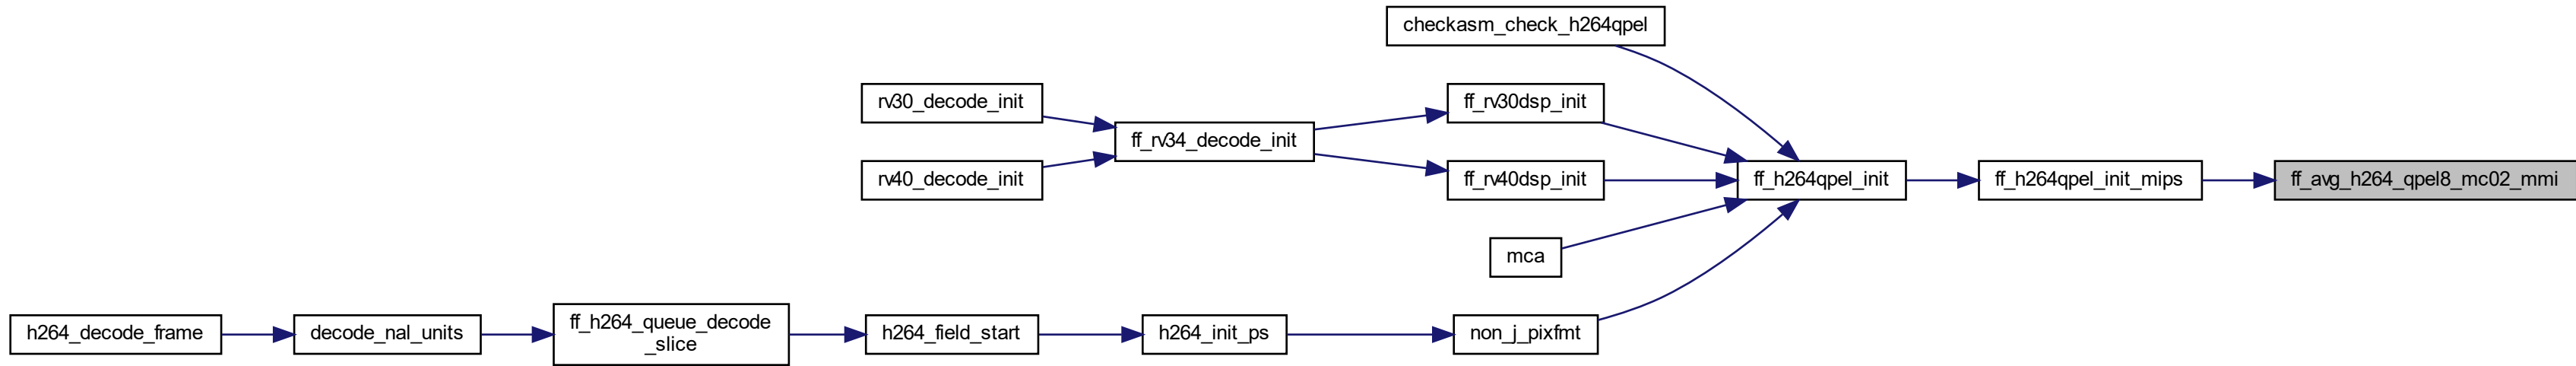 checkasm_check_h264qpel
rv30_decode_init
ff_rv30dsp_init
ff_rv34_decode_init
rv40_decode_init
ff_rv40dsp_init
ff_h264qpel_init
ff_h264qpel_init_mips
ff_avg_h264_qpel8_mc02_mmi
mca
h264_decode_frame
decode_nal_units
ff_h264_queue_decode
_slice
h264_field_start
h264_init_ps
non_j_pixfmt